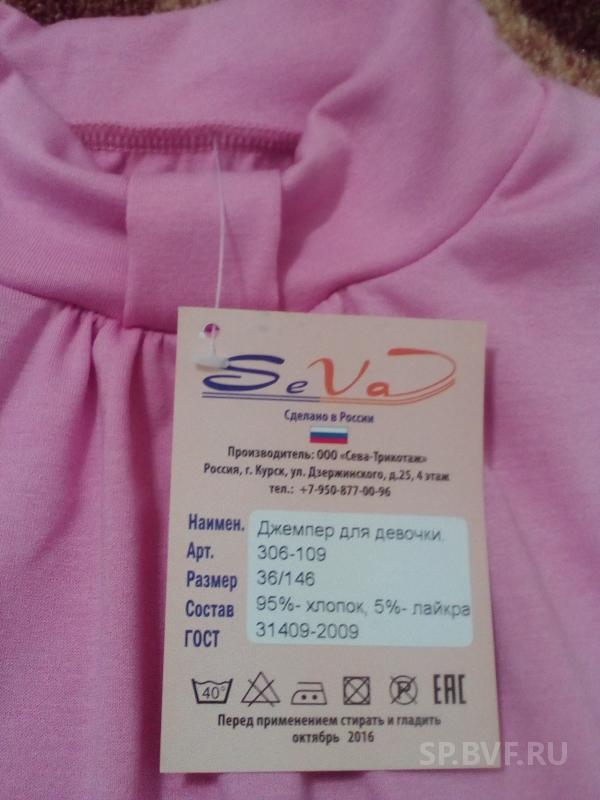 SeVa
Сделано в России
Производитель: ООО «Сева-Трикотаж»
Россия, г. Курск, ул. Дзержинского, д.25, 4 этаж
тел.: +7-950-877-00-96
Наимен. Джемпер для девочки.
Арт. 306-109
Размер 36/146
Состав 95%- хлопок, 5%- лайкра
ГОСТ 31409-2009
40° P EAC
Перед применением стирать и гладить
октябрь 2016
SP.BVF.RU